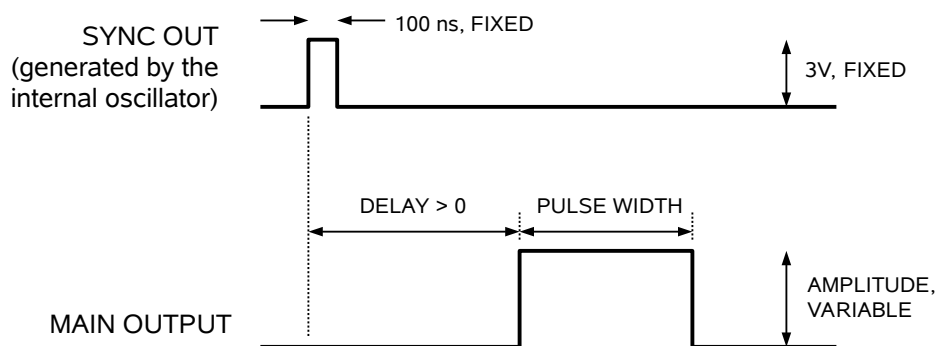 100 ns, FIXED
SYNC OUT
(generated by the
internal oscillator)
3V, FIXED
DELAY > 0
PULSE WIDTH
AMPLITUDE,
VARIABLE
MAIN OUTPUT